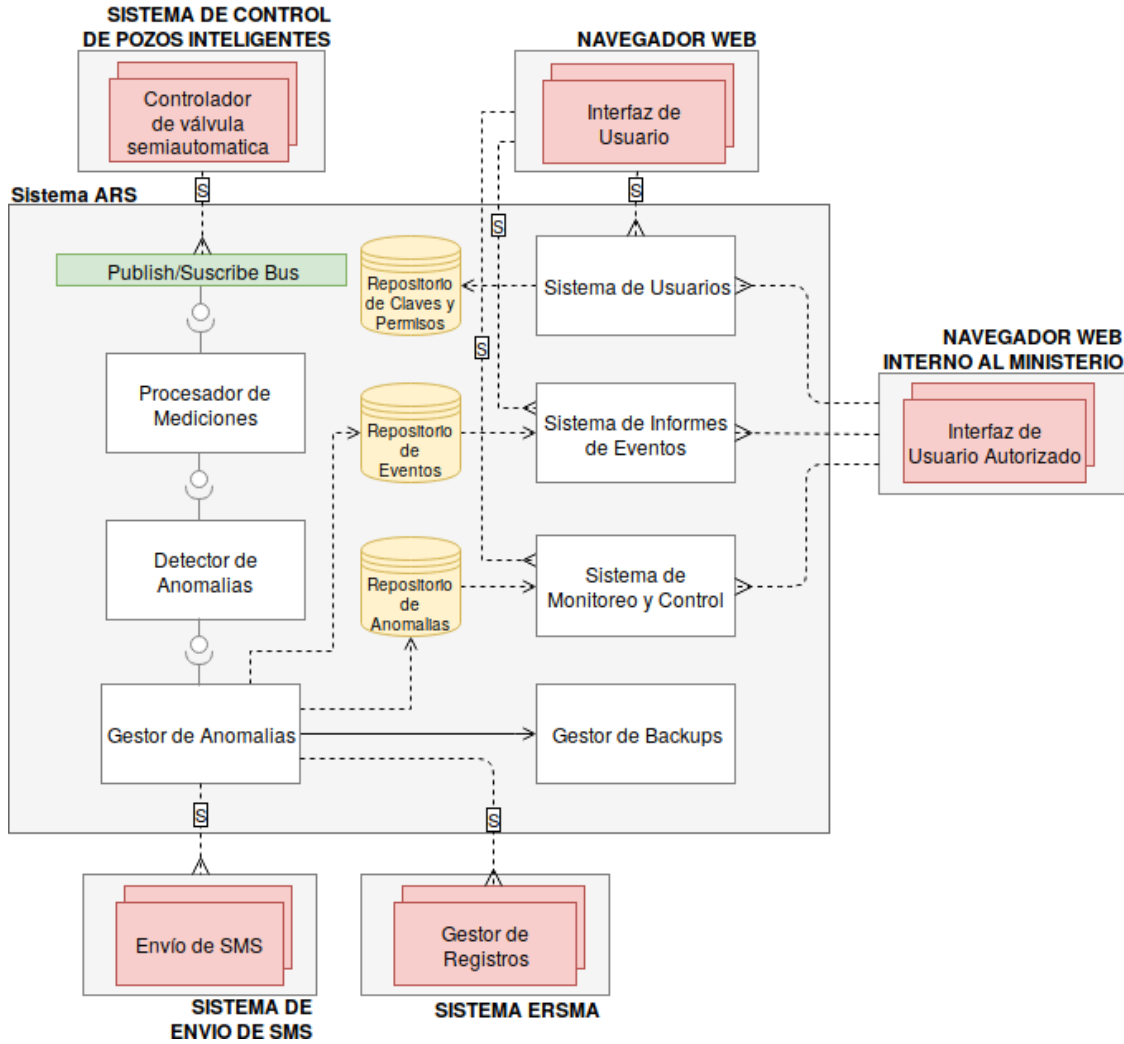 SISTEMA DE CONTROL
DE POZOS INTELIGENTES
Controlador
de válvula
semiautomatica
S
NAVEGADOR WEB
Interfaz de
Usuario
S
S
S
Sistema ARS
Publish/Suscribe Bus
Repositorio
de Claves y
Permisos
Sistema de Usuarios
NAVEGADOR WEB
INTERNO AL MINISTERIO
Interfaz de
Usuario Autorizado
Procesador de
Mediciones
Repositorio
de
Eventos
Sistema de Informes
de Eventos
Detector de
Anomalias
Repositorio
de
Anomalias
Sistema de
Monitoreo y Control
Gestor de Anomalias
Gestor de Backups
S
S
Envío de SMS
SISTEMA DE
ENVIO DE SMS
Gestor de
Registros
SISTEMA ERSMA